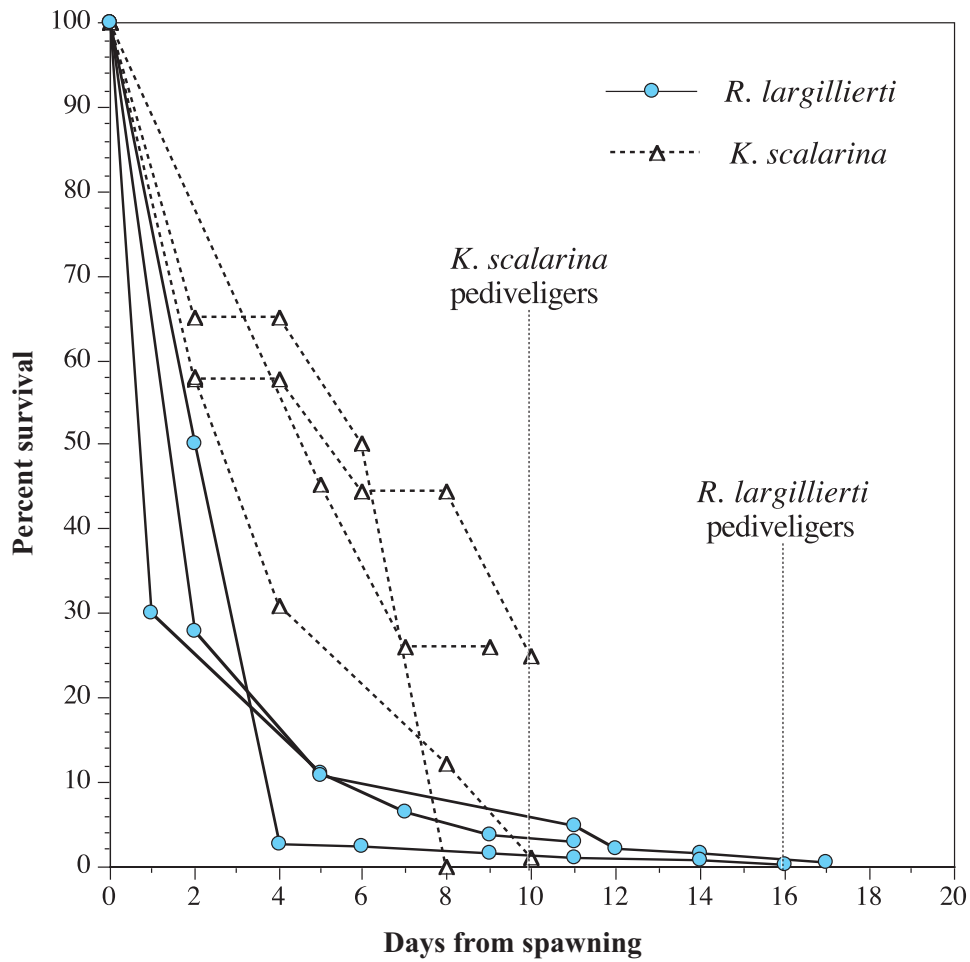 100
90
80
70
60
50
40
30
20
10
0
Percent survival
R. largillierti
K. scalarina
K. scalarina
pediveligers
R. largillierti
pediveligers
0 2 4 6 8 10 12 14 16 18 20
Days from spawning